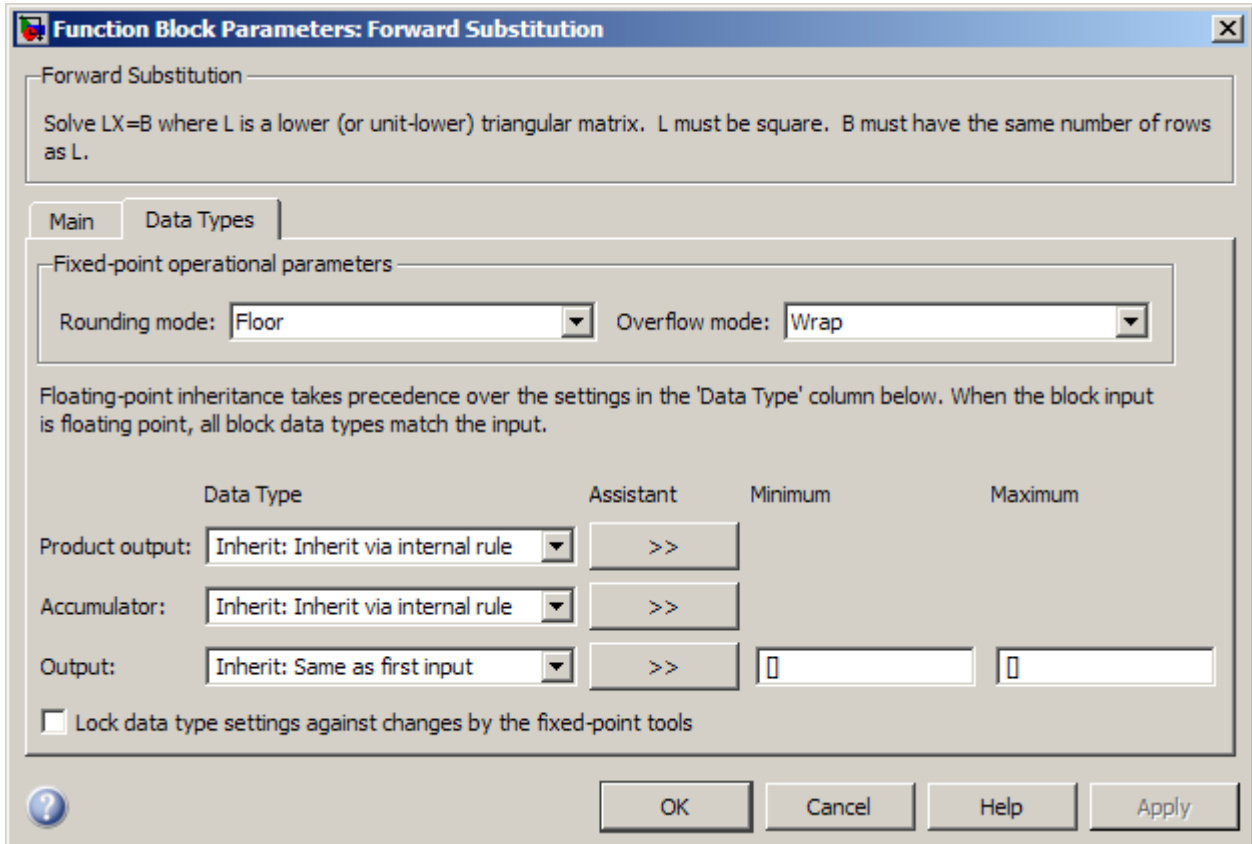 Function Block Parameters: Forward Substitution
Forward Substitution
Solve LX=B where L is a lower (or unit-lower) triangular matrix.  L must be square.  B must have the same number of rows
as L.
Main Data Types
Fixed-point operational parameters
Rounding mode: Floor Overflow mode: Wrap
Floating-point inheritance takes precedence over the settings in the 'Data Type' column below. When the block input
is floating point, all block data types match the input.
Data Type Assistant Minimum Maximum
Product output: Inherit: Inherit via internal rule >>
Accumulator: Inherit: Inherit via internal rule >>
Output: Inherit: Same as first input >> [] []
Lock data type settings against changes by the fixed-point tools
? OK Cancel Help Apply